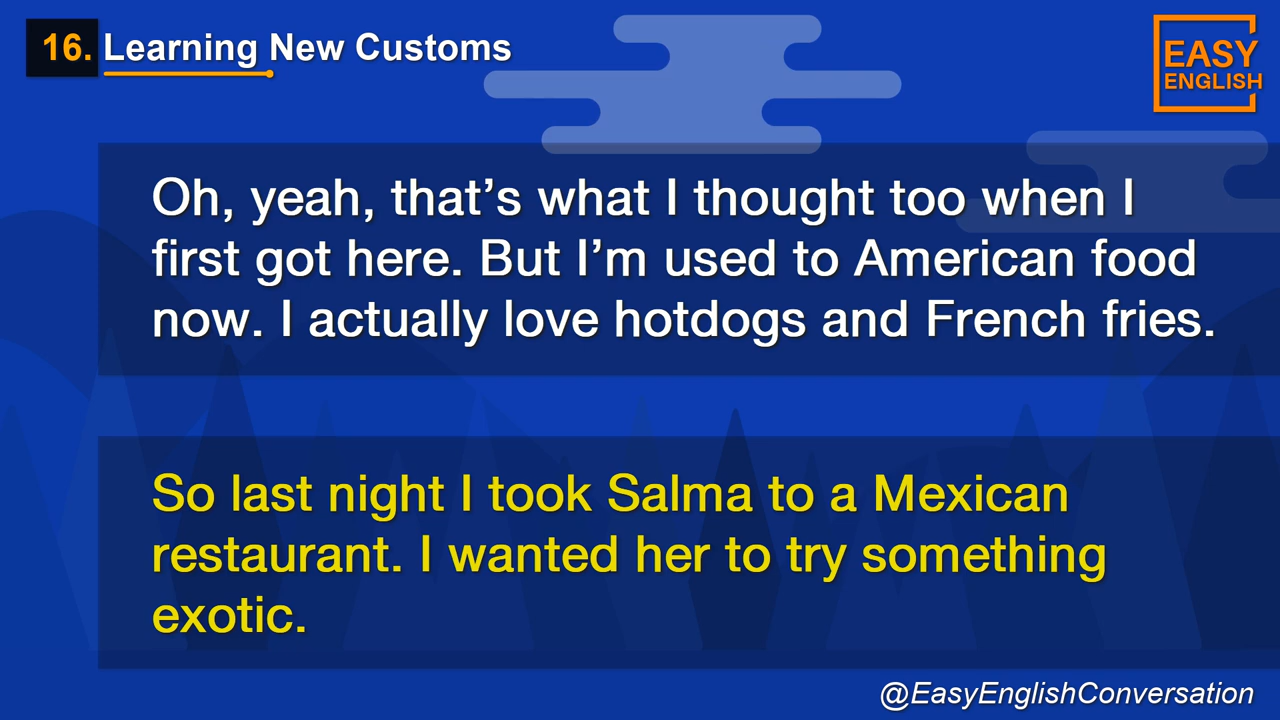 16. Learning New Customs
EASY
ENGLISH
Oh, yeah, that’s what I thought too when I
first got here. But I’m used to American food
now. I actually love hotdogs and French fries.
So last night I took Salma to a Mexican
restaurant. I wanted her to try something
exotic.
@EasyEnglishConversation